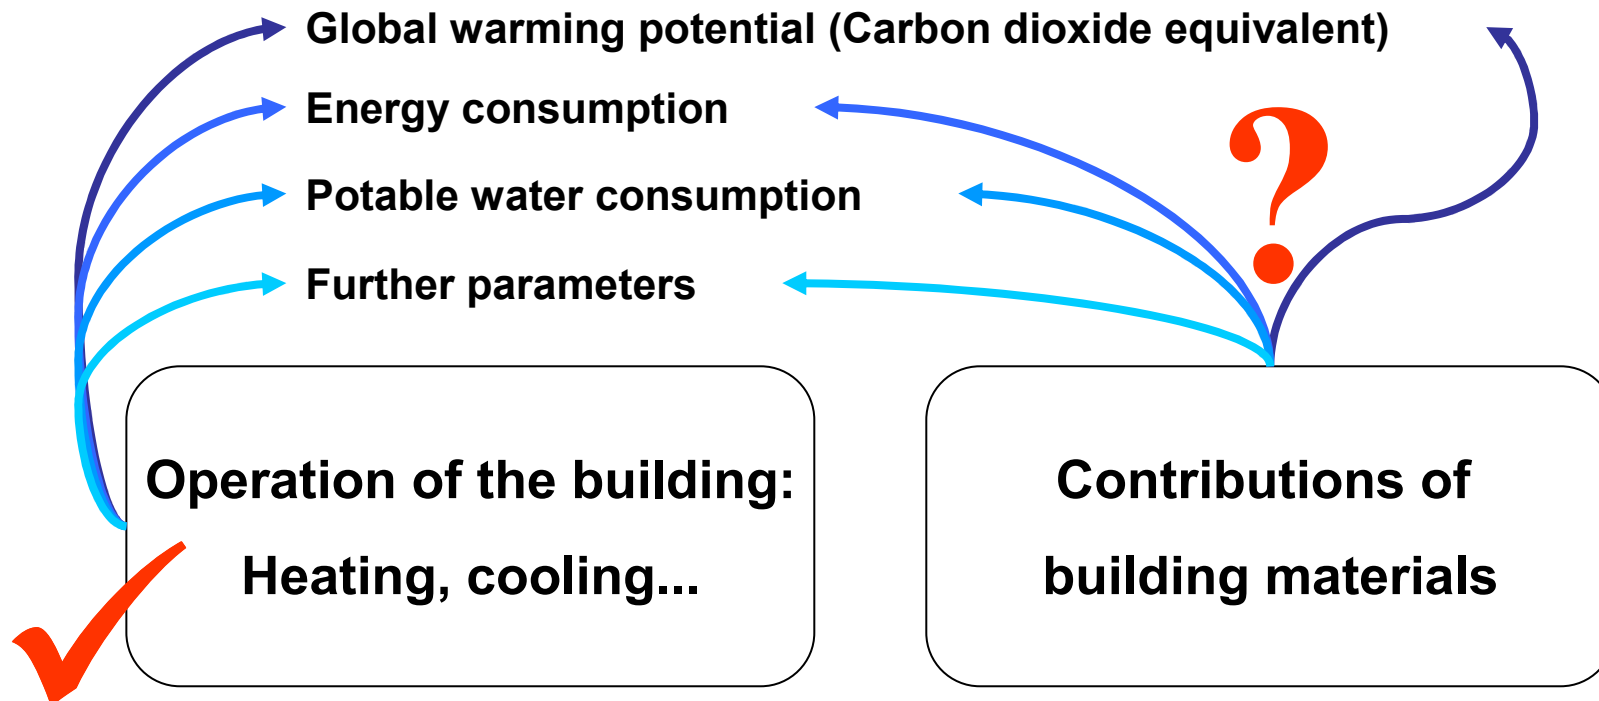 Global warming potential (Carbon dioxide equivalent)
Energy consumption
Potable water consumption
Further parameters
?
Operation of the building:
Heating, cooling...
Contributions of
building materials